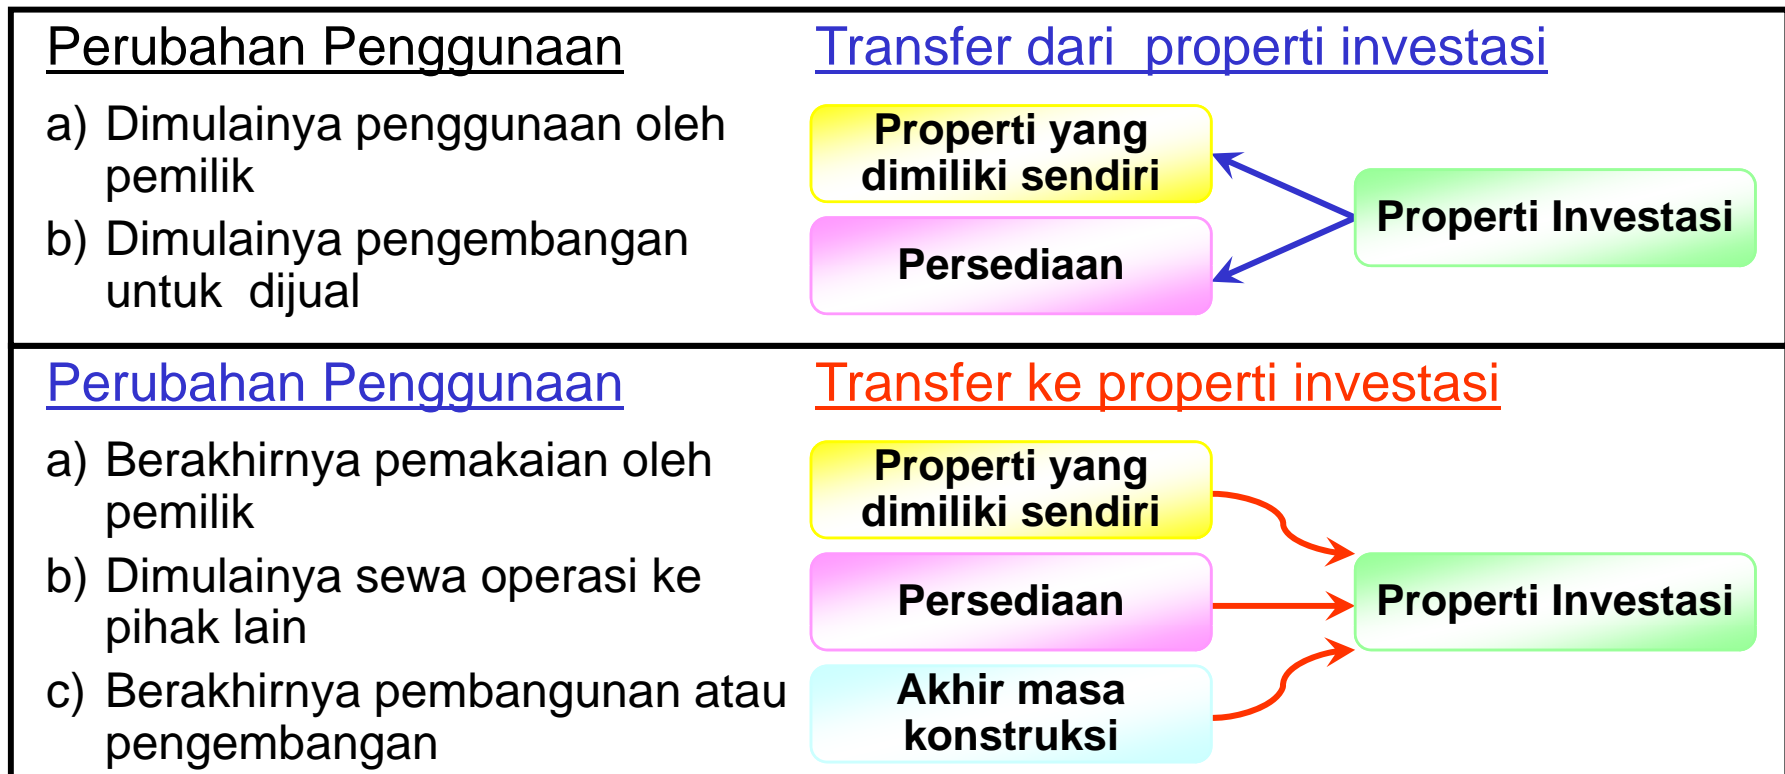 Perubahan Penggunaan
a) Dimulainya penggunaan oleh
pemilik
b) Dimulainya pengembangan
untuk dijual
Transfer dari properti investasi
Properti yang
dimiliki sendiri
Persediaan
Properti Investasi
Perubahan Penggunaan
a) Berakhirnya pemakaian oleh
pemilik
b) Dimulainya sewa operasi ke
pihak lain
c) Berakhirnya pembangunan atau
pengembangan
Transfer ke properti investasi
Properti yang
dimiliki sendiri
Persediaan
Akhir masa
konstruksi
Properti Investasi